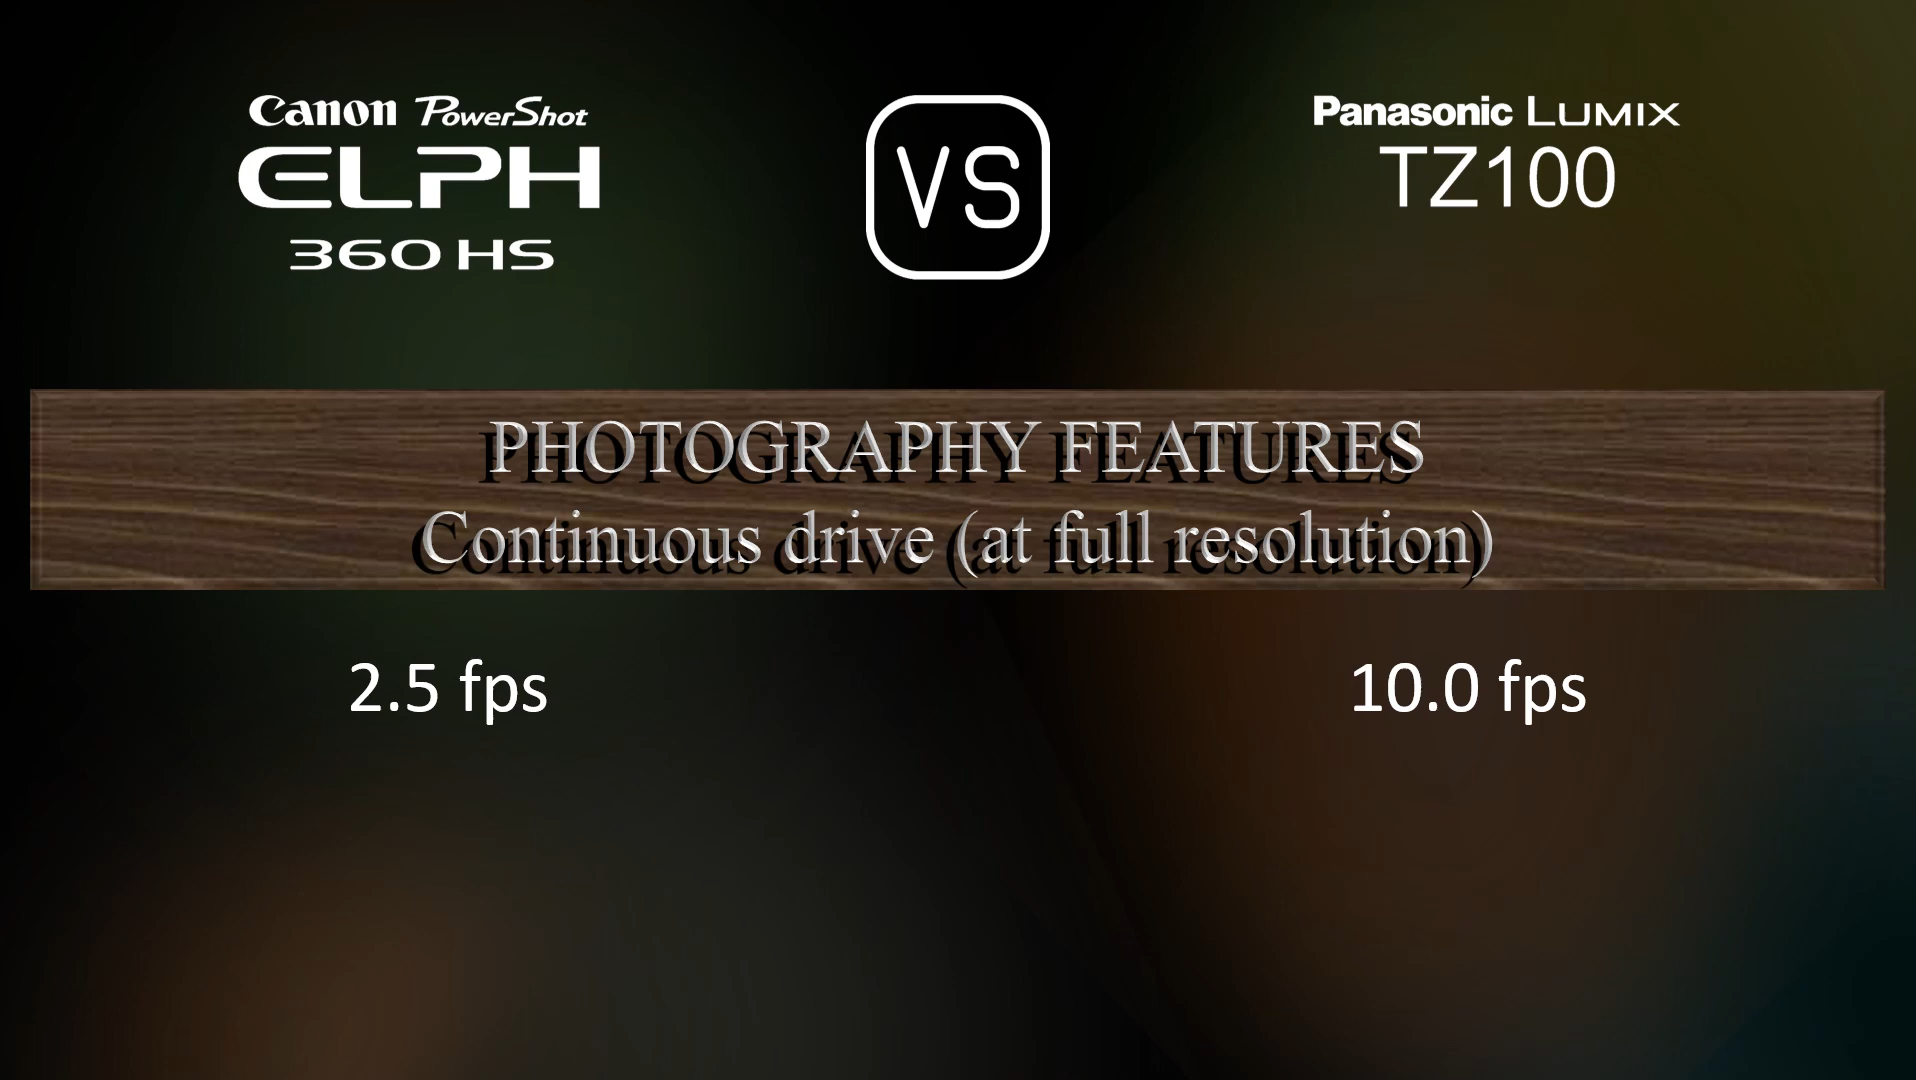 Canon PowerShot
ELPH
360 HS
VS
Panasonic LUMIX
TZ100
PHOTOGRAPHY FEATURES
Continuous drive (at full resolution)
2.5 fps
10.0 fps